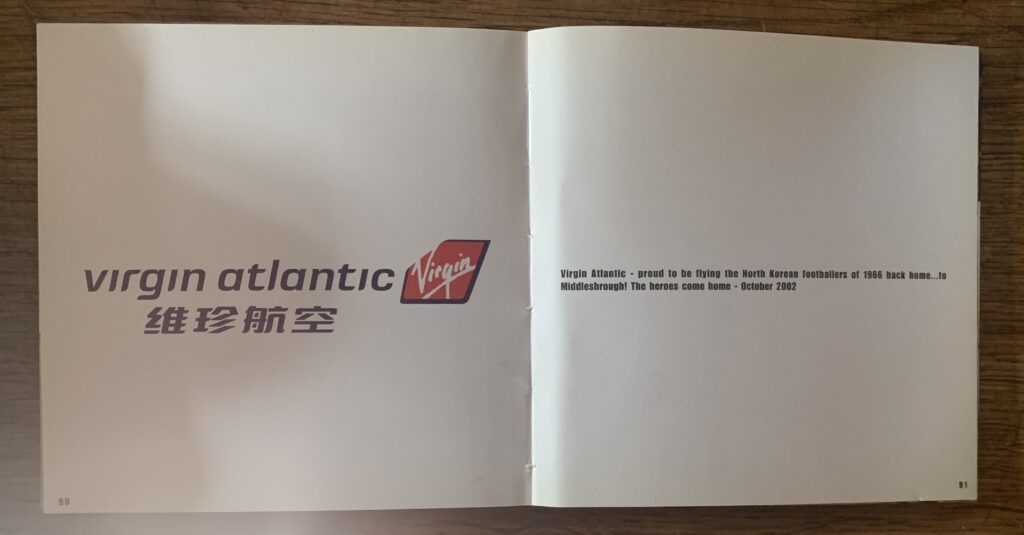 virgin atlantic
Virgin
维珍航空
90
Virgin Atlantic - proud to be flying the North Korean footballers of 1966 back home...to
Middlesbrough! The heroes come home - October 2002
91